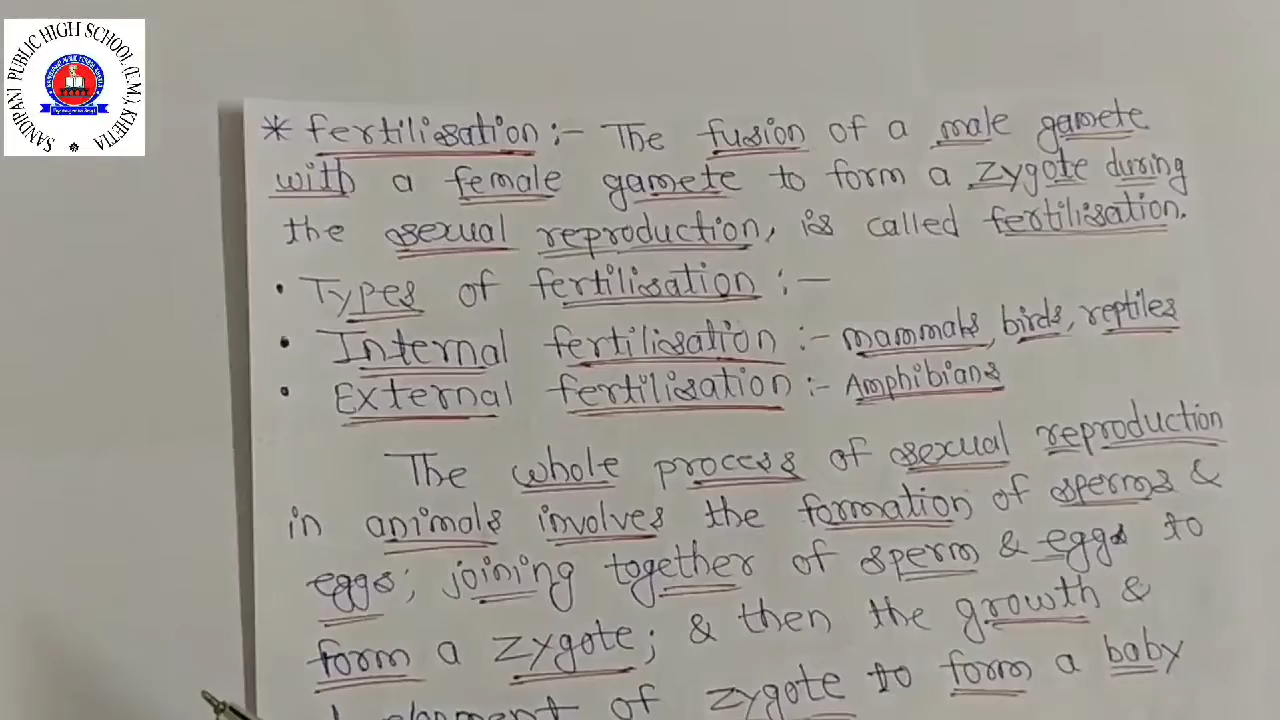 SANDIPANI PUBLIC HIGH SCHOOL (E.M.), KHETIA
* Fertilisation :- The fusion of a male gamete
with a female gamete to form a zygote during
the sexual reproduction, is called fertilisation.
• Types of fertilisation :-
• Internal fertilisation :- mammals, birds, reptiles
• External fertilisation :- Amphibians
The whole process of sexual reproduction
in animals involves the formation of sperms &
eggs; joining together of sperm & eggs to
form a zygote; & then the growth &
of zygote to form a baby